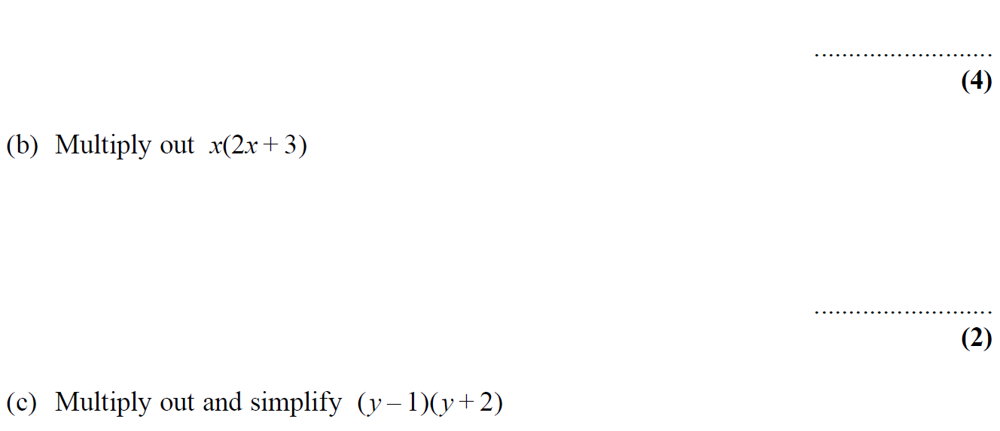 ..........................
(4)
(b) Multiply out x(2x + 3)
..........................
(2)
(c) Multiply out and simplify (y – 1)(y + 2)